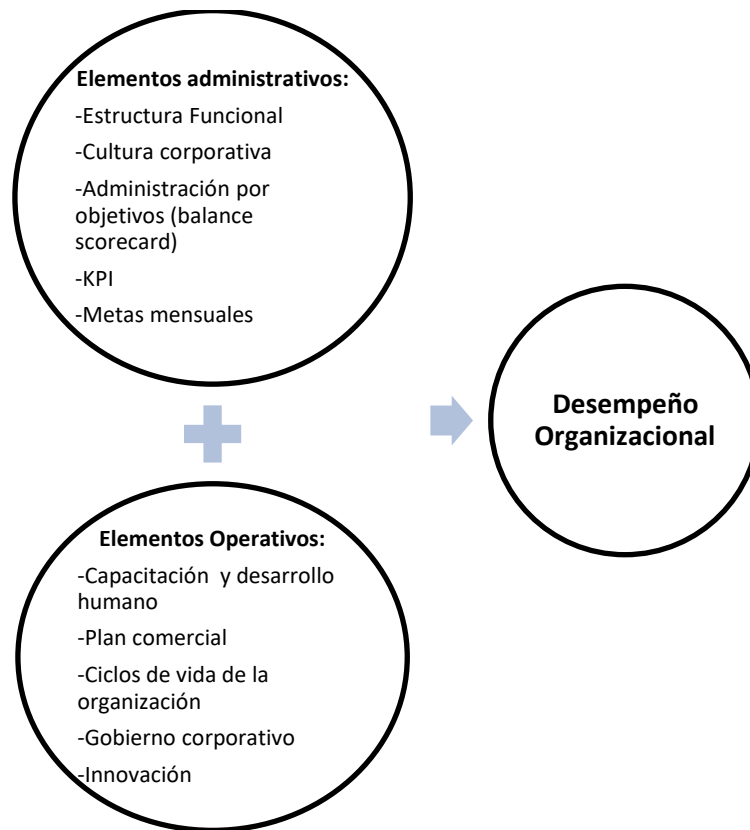 Elementos administrativos:
-Estructura Funcional
-Cultura corporativa
-Administración por
objetivos (balance
scorecard)
-KPI
-Metas mensuales
Desempeño
Organizacional
Elementos Operativos:
-Capacitación  y desarrollo
humano
-Plan comercial
-Ciclos de vida de la
organización
-Gobierno corporativo
-Innovación